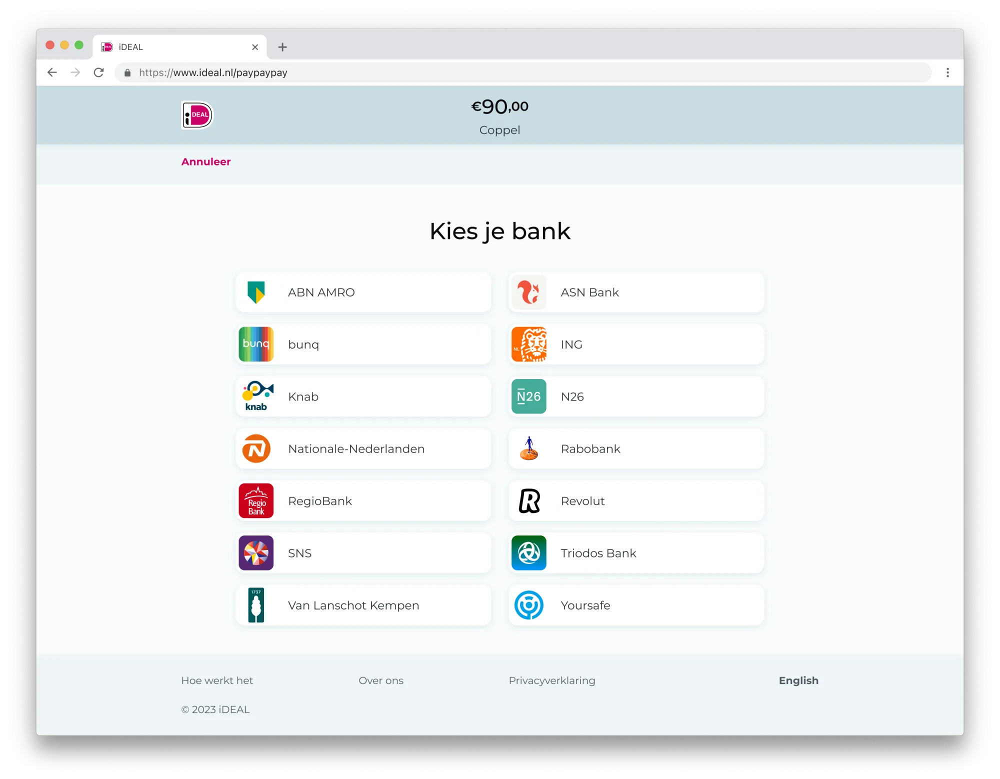 iDEAL
https://www.ideal.nl/paypaypay
iDEAL
€90,00
Coppel
Annuleer
Kies je bank
ABN AMRO
ASN Bank
bunq bunq
NL ING
knab Knab
N26 N26
Nationale-Nederlanden
Rabobank
Regio
Bank
RegioBank
R Revolut
SNS
Triodos Bank
1737
Van Lanschot Kempen
Yoursafe
Hoe werkt het
Over ons
Privacyverklaring
English
© 2023 iDEAL